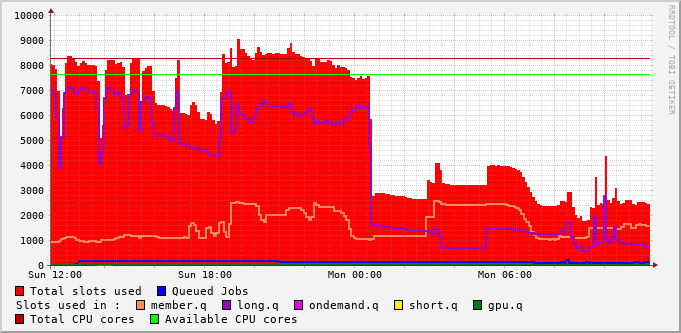 10000
9000
8000
7000
6000
5000
4000
3000
2000
1000
0
Sun 12:00 Sun 18:00 Mon 00:00 Mon 06:00
RRDTOOL / TOBI OETIKER
Total slots used Queued Jobs
Slots used in : member.q long.q ondemand.q short.q gpu.q
Total CPU cores Available CPU cores